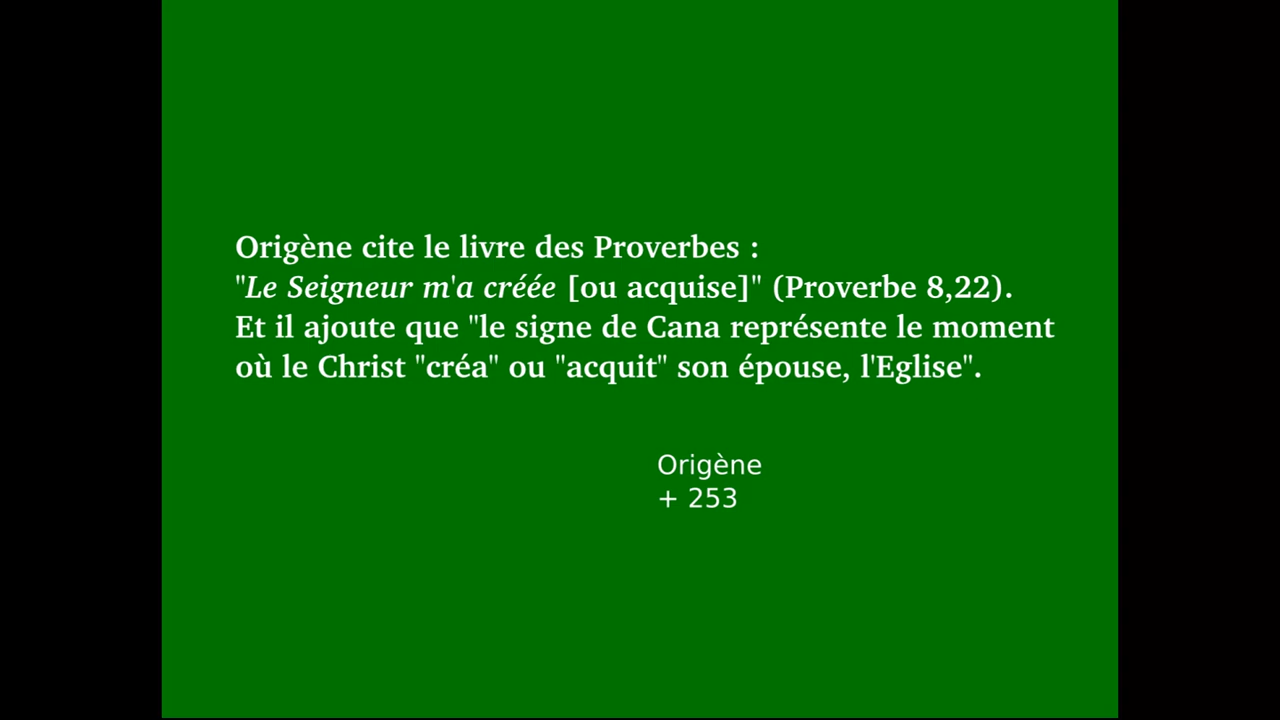 Origène cite le livre des Proverbes :
"Le Seigneur m'a créée [ou acquise]" (Proverbe 8,22).
Et il ajoute que "le signe de Cana représente le moment
où le Christ "créa" ou "acquit" son épouse, l'Eglise".
Origène
+ 253